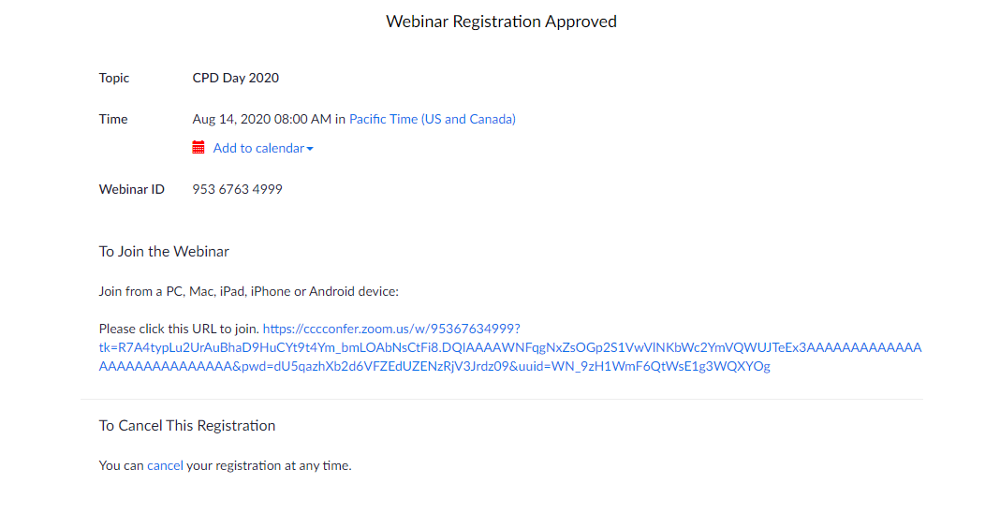 Webinar Registration Approved
Topic CPD Day 2020
Time Aug 14, 2020 08:00 AM in Pacific Time (US and Canada)
Add to calendar
Webinar ID 953 6763 4999
To Join the Webinar
Join from a PC, Mac, iPad, iPhone or Android device:
Please click this URL to join. https://cccconfer.zoom.us/w/95367634999?
tk=R7A4typLu2UrAuBhaD9HuCYt9t4Ym_bmLOAbNsCtFi8.DQIAAAAWNFqgNxZsOGp2S1VwVlNKbWc2YmVQWUJTeEx3AAAAAAAAAAAAA
AAAAAAAAAAAAAAA&pwd=dU5qazhXb2d6VFZEdUZENzRjV3Jrdz09&uuid=WN_9zH1WmF6QtWsE1g3WQXYOg
To Cancel This Registration
You can cancel your registration at any time.